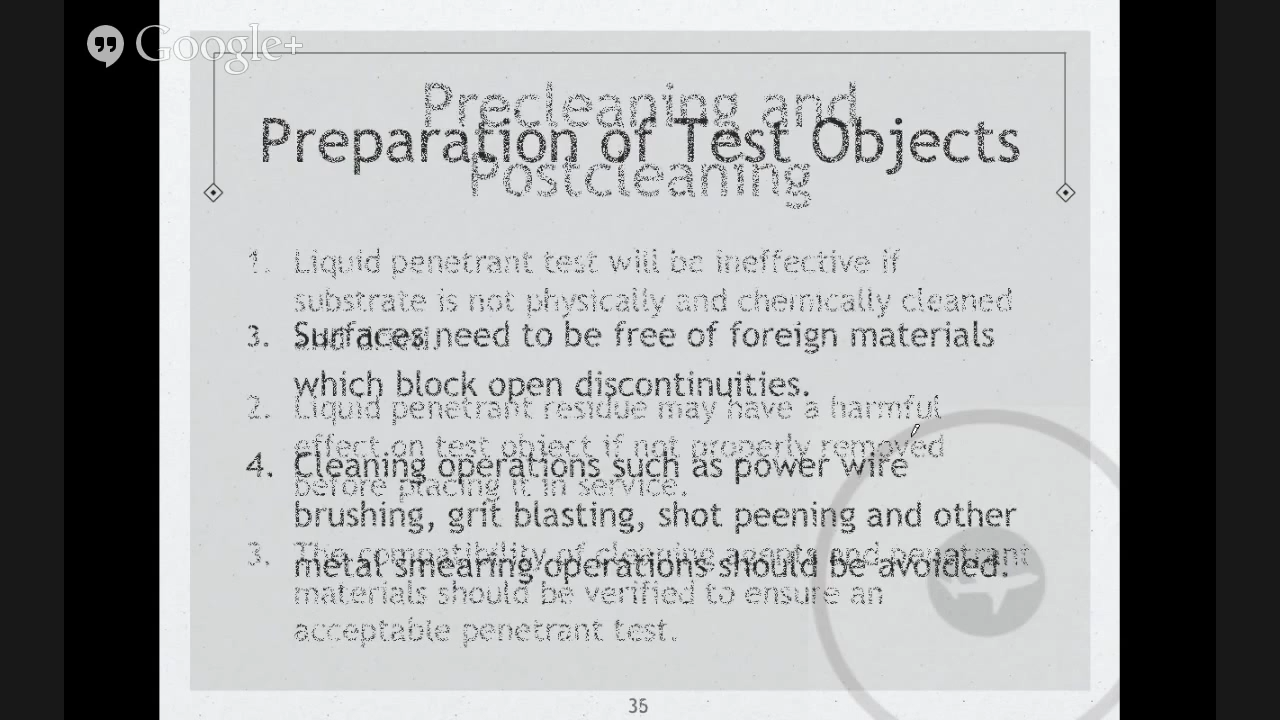 Google+
Precleaning and
Preparation of Test Objects
Postcleaning
1. Liquid penetrant test will be ineffective if
substrate is not physically and chemically cleaned
3. Surfaces need to be free of foreign materials
which block open discontinuities.
2. Liquid penetrant residue may have a harmful
effect on test object if not properly removed
4. Cleaning operations such as power wire
before placing it in service.
brushing, grit blasting, shot peening and other
3. The compatibility of cleaning agents and penetrant
metal smearing operations should be avoided.
materials should be verified to ensure an
acceptable penetrant test.
35